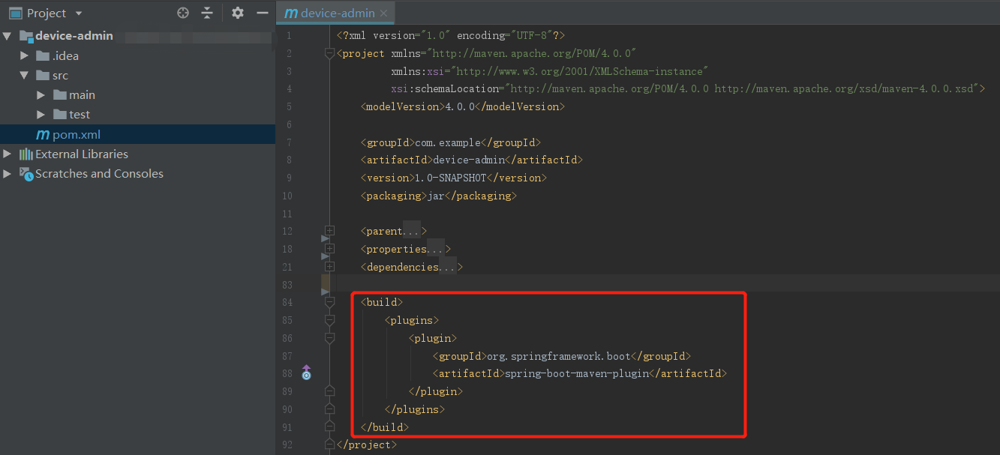 Project
device-admin
.idea
src
main
test
pom.xml
External Libraries
Scratches and Consoles
device-admin
1 <?xml version="1.0" encoding="UTF-8"?>
2 <project xmlns="http://maven.apache.org/POM/4.0.0"
3 xmlns:xsi="http://www.w3.org/2001/XMLSchema-instance"
4 xsi:schemaLocation="http://maven.apache.org/POM/4.0.0 http://maven.apache.org/xsd/maven-4.0.0.xsd">
5 <modelVersion>4.0.0</modelVersion>
6
7 <groupId>com.example</groupId>
8 <artifactId>device-admin</artifactId>
9 <version>1.0-SNAPSHOT</version>
10 <packaging>jar</packaging>
11
12 <parent...>
18 <properties...>
21 <dependencies...>
83
84 <build>
85 <plugins>
86 <plugin>
87 <groupId>org.springframework.boot</groupId>
88 <artifactId>spring-boot-maven-plugin</artifactId>
89 </plugin>
90 </plugins>
91 </build>
92 </project>